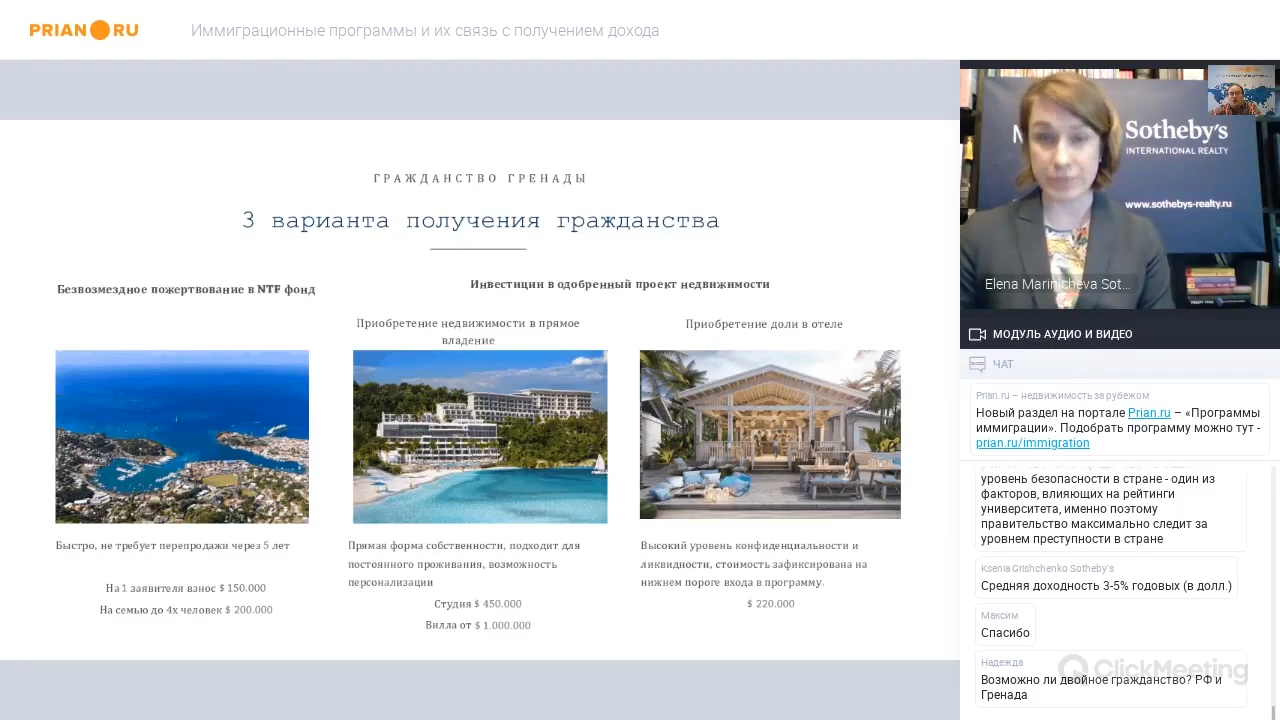 PRIAN RU
Иммиграционные программы и их связь с получением дохода
ГРАЖДАНСТВО ГРЕНАДЫ
3 варианта получения гражданства
Безвозмездное пожертвование в NTF фонд
Инвестиции в одобренный проект недвижимости
Приобретение недвижимости в прямое
владение
Приобретение доли в отеле
Быстро, не требует перепродажи через 5 лет
На 1 заявителя взнос $ 150.000
На семью до 4х человек $ 200.000
Прямая форма собственности, подходит для
постоянного проживания, возможность
персонализации
Студия $ 450.000
Вилла от $ 1.000.000
Высокий уровень конфиденциальности и
ликвидности, стоимость зафиксирована на
нижнем пороге входа в программу.
$ 220.000
Sotheby's
INTERNATIONAL REALTY
www.sothebys-realty.ru
Elena Marinicheva Sot...
МОДУЛЬ АУДИО И ВИДЕО
ЧАТ
Prian.ru – недвижимость за рубежом
Новый раздел на портале Prian.ru – «Программы
иммиграции». Подобрать программу можно тут -
prian.ru/immigration
уровень безопасности в стране - один из
факторов, влияющих на рейтинги
университета, именно поэтому
правительство максимально следит за
уровнем преступности в стране
Ksenia Grishchenko Sotheby's
Средняя доходность 3-5% годовых (в долл.)
Максим
Спасибо
Надежда
Возможно ли двойное гражданство? РФ и
Гренада
ClickMeeting